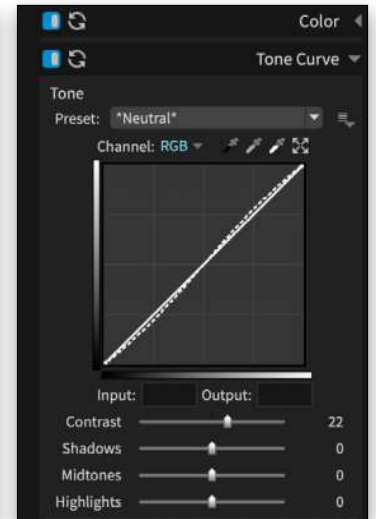 Color
Tone Curve
Tone
Preset: *Neutral*
Channel: RGB
Input: Output:
Contrast 22
Shadows 0
Midtones 0
Highlights 0